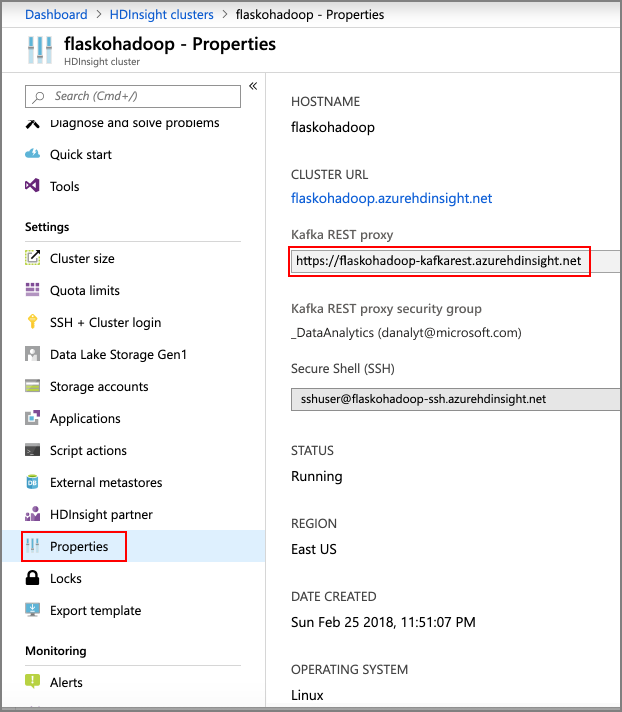 Dashboard > HDInsight clusters > flaskohadoop - Properties
flaskohadoop - Properties
HDInsight cluster
Search (Cmd+/)
«
Diagnose and solve problems
Quick start
Tools
Settings
Cluster size
Quota limits
SSH + Cluster login
Data Lake Storage Gen1
Storage accounts
Applications
Script actions
External metastores
HDInsight partner
Properties
Locks
Export template
Monitoring
Alerts
HOSTNAME
flaskohadoop
CLUSTER URL
flaskohadoop.azurehdinsight.net
Kafka REST proxy
https://flaskohadoop-kafkarest.azurehdinsight.net
Kafka REST proxy security group
_DataAnalytics (danalyt@microsoft.com)
Secure Shell (SSH)
sshuser@flaskohadoop-ssh.azurehdinsight.net
STATUS
Running
REGION
East US
DATE CREATED
Sun Feb 25 2018, 11:51:07 PM
OPERATING SYSTEM
Linux